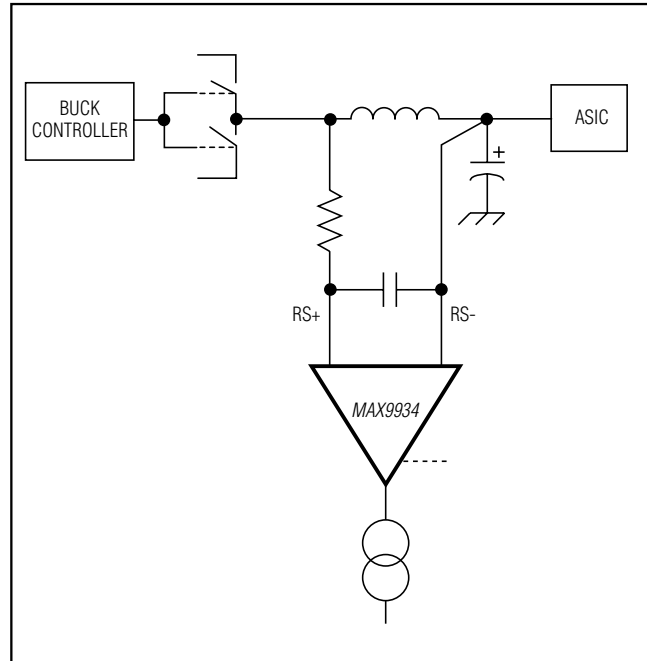 BUCK
CONTROLLER
ASIC
+
RS+
RS-
MAX9934